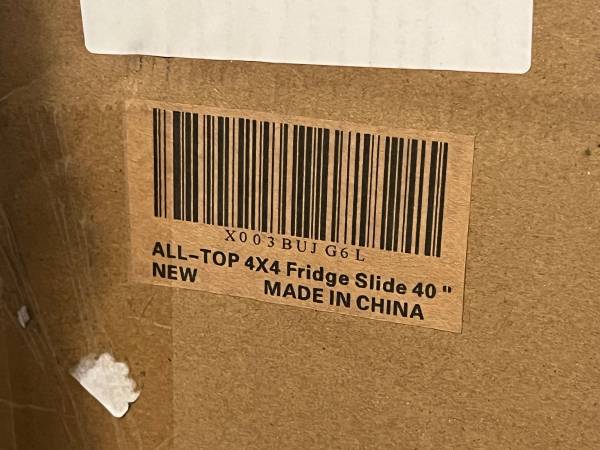 X003BUJG6L
ALL-TOP 4X4 Fridge Slide 40"
NEW MADE IN CHINA